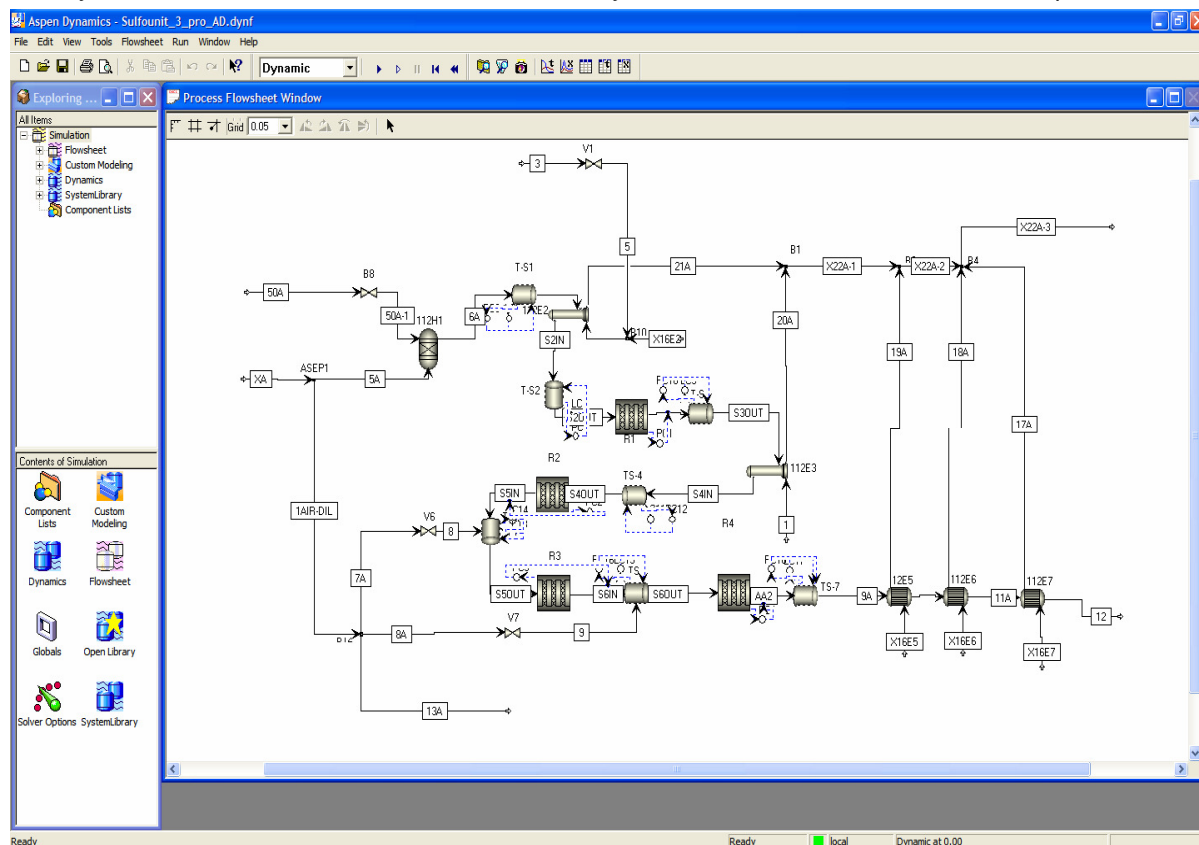 Aspen Dynamics - Sulfounit_3_pro_AD.dynf
File Edit View Tools Flowsheet Run Window Help
Dynamic
Exploring ...
Process Flowsheet Window
All Items
Grid 0.05
Simulation
Flowsheet
Custom Modeling
Dynamics
SystemLibrary
Component Lists
V1
3
X22A-3
5
B1
B4
T-S1
21A
X22A-1
X22A-2
B8
50A
50A-1
112H1
6A
20A
S2IN
X16E2
ASEP1
19A
18A
XA
5A
T-S2
LC
S3OUT
R1
17A
R2
TS-4
112E3
S5IN
S4OUT
S4IN
Contents of Simulation
1AIR-DIL
V6
8
R4
1
Component Lists
Custom Modeling
7A
R3
TS-7
12E5
112E6
112E7
S5OUT
S6IN
S6OUT
AA2
9A
11A
12
Dynamics
Flowsheet
V7
8A
9
X16E5
X16E6
X16E7
Globals
Open Library
13A
Solver Options
SystemLibrary
Ready
Ready
local
Dynamic at 0.00